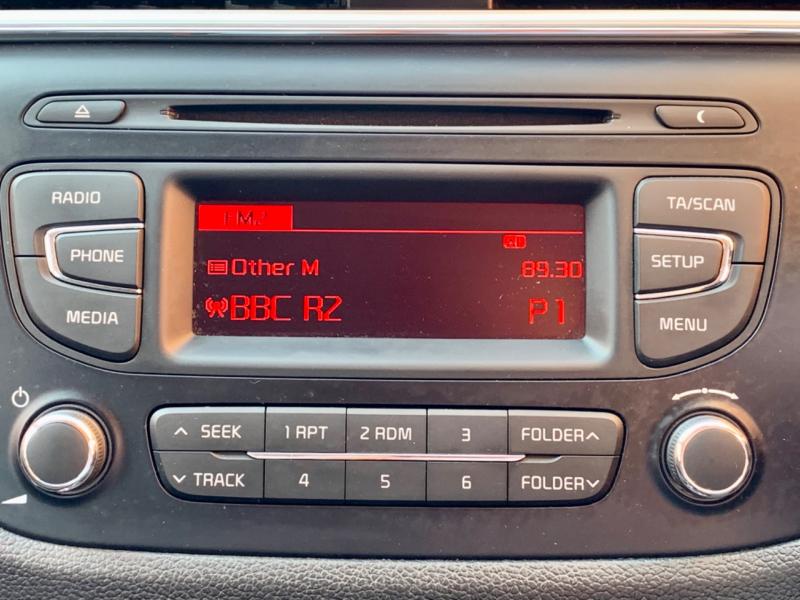 RADIO
TA/SCAN
FM2
PHONE
SETUP
Other M
89.30
MEDIA
BBC R2
P1
MENU
SEEK
1 RPT
2 RDM
3
FOLDER
TRACK
4
5
6
FOLDER